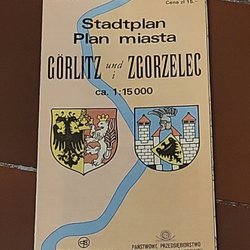 Cena zł 15,-
Stadtplan
Plan miasta
GÖRLITZ und i ZGORZELEC
ca. 1:15 000
PAŃSTWOWE PRZEDSIĘBIORSTWO